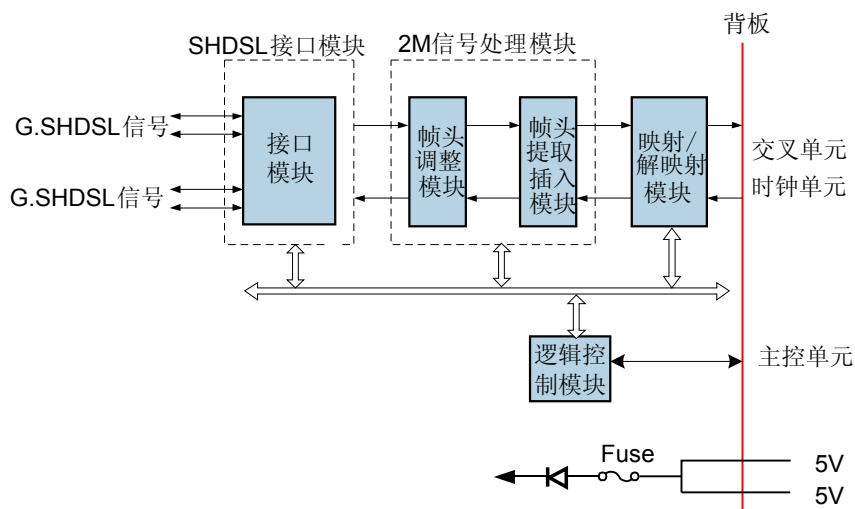 背板
SHDSL接口模块
2M信号处理模块
G.SHDSL信号
G.SHDSL信号
接口
模块
帧头
调整
模块
帧头
提取
插入
模块
映射/
解映射
模块
交叉单元
时钟单元
逻辑控
制模块
主控单元
Fuse
5V
5V